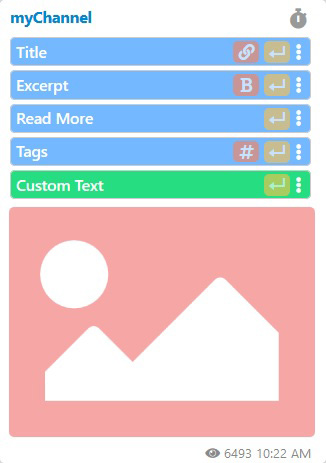 myChannel
Title
Excerpt
B
Read More
Tags
#
Custom Text
6493 10:22 AM